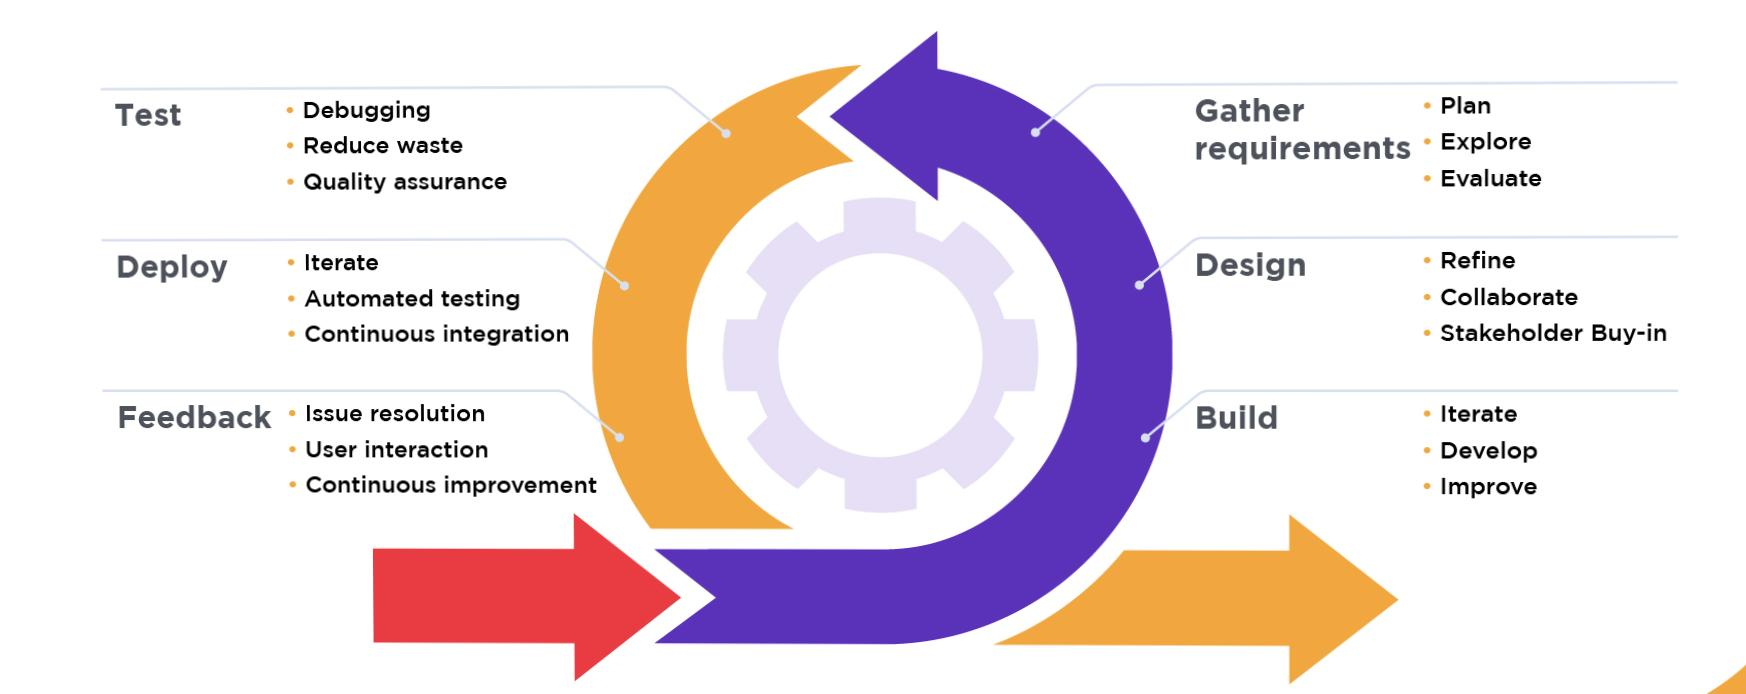 Test
Debugging
Reduce waste
Quality assurance
Deploy
Iterate
Automated testing
Continuous integration
Feedback
Issue resolution
User interaction
Continuous improvement
Gather
requirements
Plan
Explore
Evaluate
Design
Refine
Collaborate
Stakeholder Buy-in
Build
Iterate
Develop
Improve